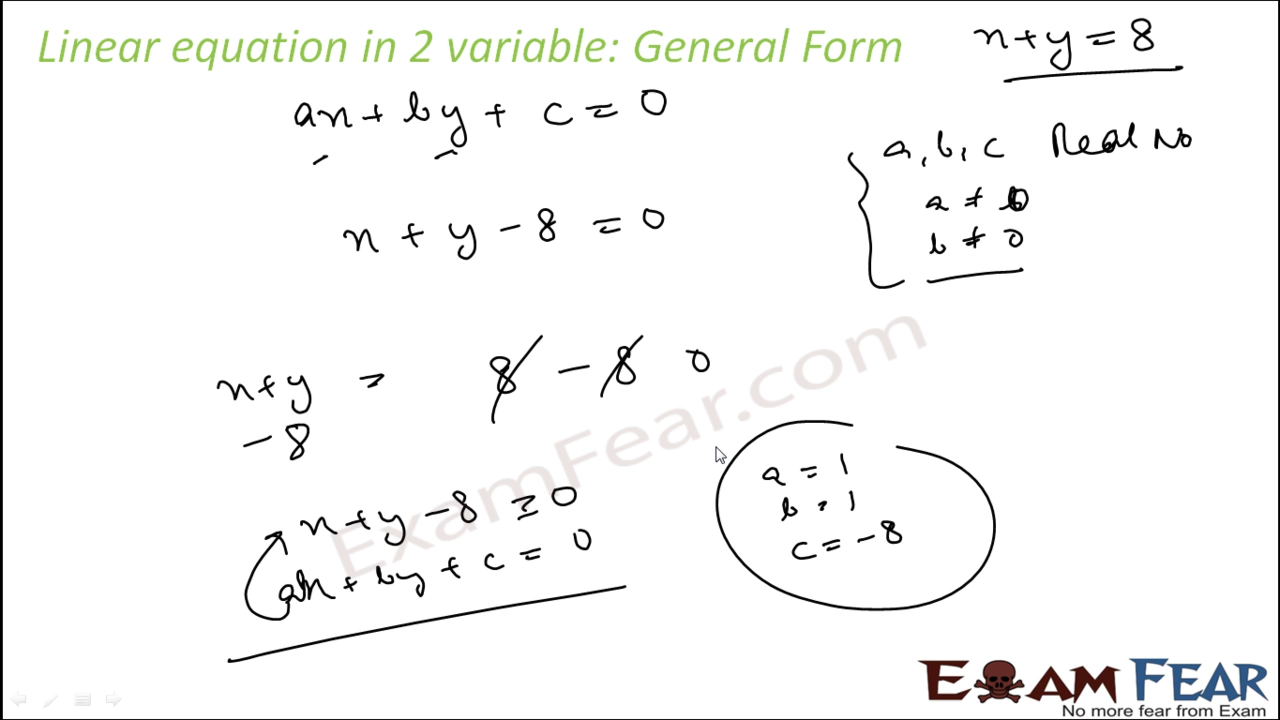 Linear equation in 2 variable: General Form
x+y=8
ax+by+c=0
a, b, c Real No
a ≠ 0
b ≠ 0
x+y-8=0
x+y = 8 - 8 0
-8
x+y-8=0
ax+by+c=0
a=1
b=1
c=-8
ExamFear.com
EXAM FEAR
No more fear from Exam